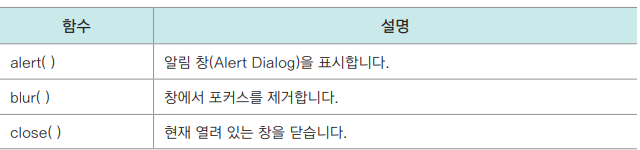 함수 설명
alert( ) 알림 창(Alert Dialog)을 표시합니다.
blur( ) 창에서 포커스를 제거합니다.
close( ) 현재 열려 있는 창을 닫습니다.